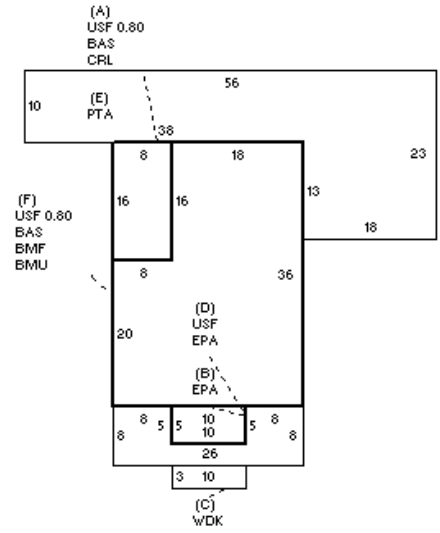 (A)
USF 0.80
BAS
CRL
56
10
(E)
PTA
38
8
18
23
16
16
13
(F)
USF 0.80
BAS
BMF
BMU
18
8
36
20
(D)
USF
EPA
(B)
EPA
8 5 5 10 5 8
8 10 8
26
3 10
(C)
WDK